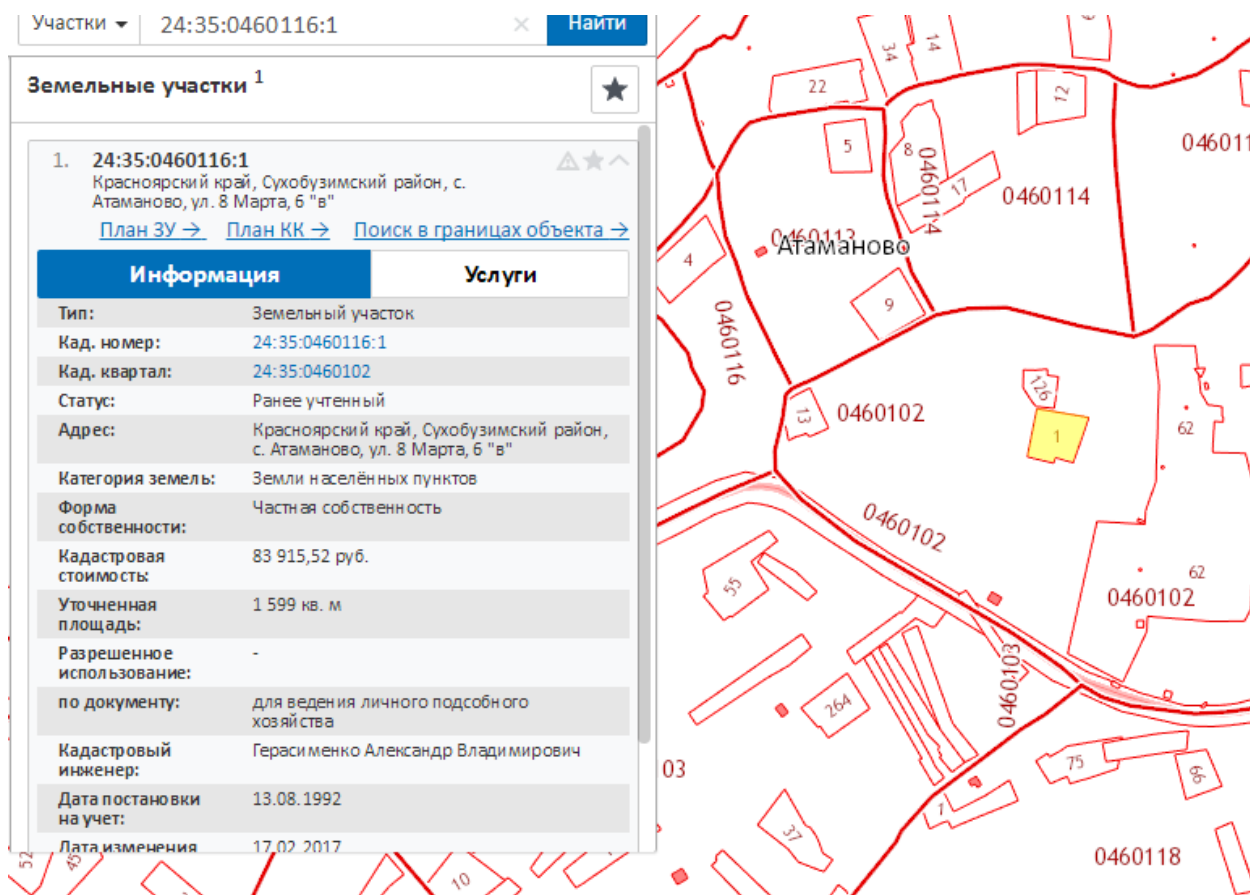 Участки
24:35:0460116:1
×
Найти
Земельные участки 1
1. 24:35:0460116:1
Красноярский край, Сухобузимский район, с.
Атаманово, ул. 8 Марта, 6 "в"
План ЗУ →
План КК →
Поиск в границах объекта →
Информация
Услуги
Тип: Земельный участок
Кад. номер: 24:35:0460116:1
Кад. квартал: 24:35:0460102
Статус: Ранее учтенный
Адрес: Красноярский край, Сухобузимский район,
с. Атаманово, ул. 8 Марта, 6 "в"
Категория земель: Земли населённых пунктов
Форма
собственности: Частная собственность
Кадастровая
стоимость: 83 915,52 руб.
Уточненная
площадь: 1 599 кв. м
Разрешенное
использование: -
по документу: для ведения личного подсобного
хозяйства
Кадастровый
инженер: Герасименко Александр Владимирович
Дата постановки
на учет: 13.08.1992
Дата изменения 17.02.2017
34
14
22
12
5
8
0460114
17
0460114
046011
4
0460113
Атаманово
9
0460116
126
13
0460102
1
62
0460102
55
62
0460102
0460103
264
03
75
66
7
37
0460118
52
45
10